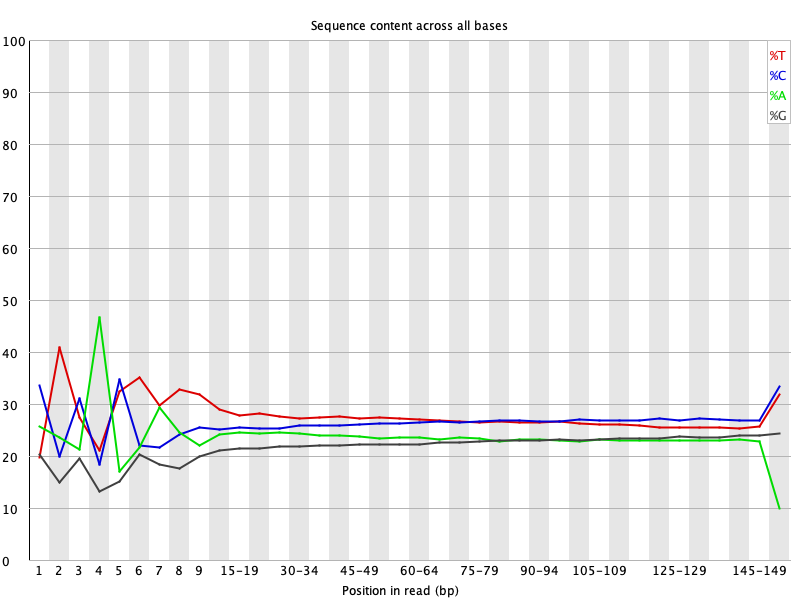 Sequence content across all bases
100
90
80
70
60
50
40
30
20
10
0
%T
%C
%A
%G
1 2 3 4 5 6 7 8 9 15-19 30-34 45-49 60-64 75-79 90-94 105-109 125-129 145-149
Position in read (bp)